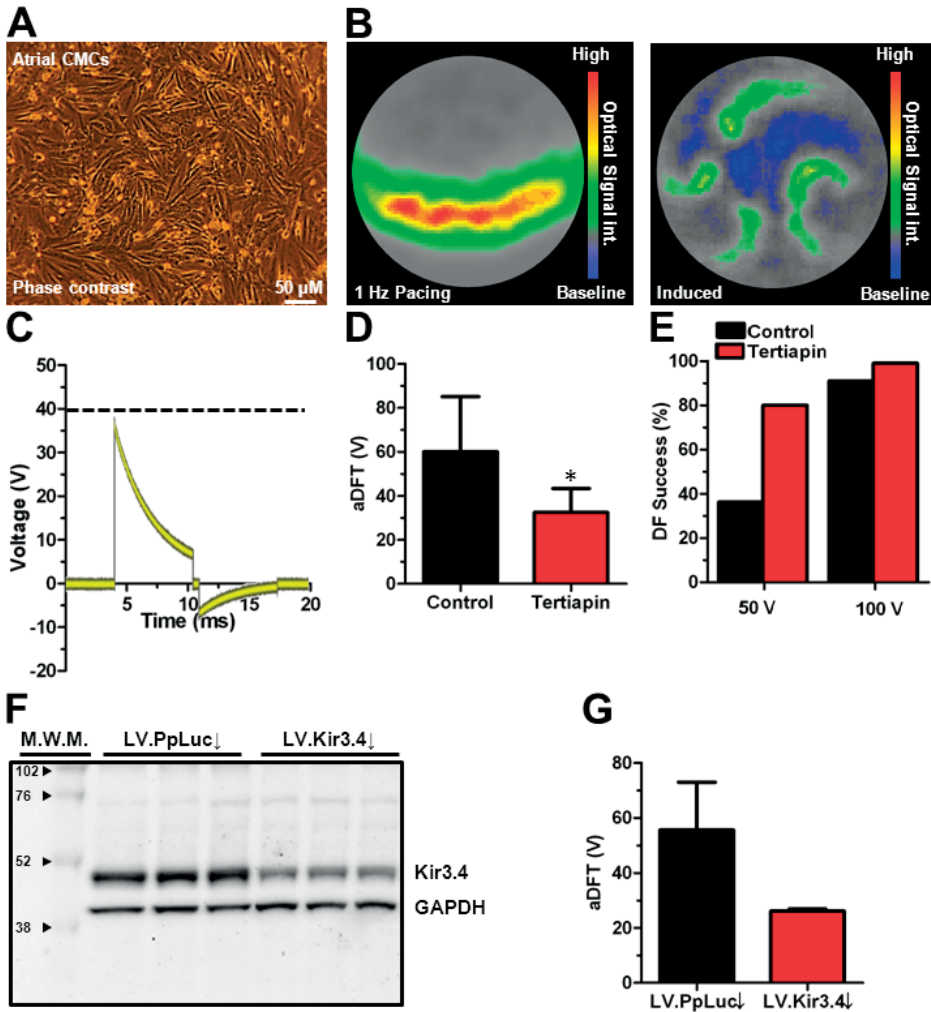 A
Atrial CMCs
Phase contrast
50 µM
B
High
Optical Signal int.
1 Hz Pacing
Baseline
High
Optical Signal int.
Induced
Baseline
C
50
40
30
20
10
0
-10
-20
Voltage (V)
5 10 15 20
Time (ms)
D
100
80
60
40
20
0
aDFT (V)
Control Tertiapin
*
E
Control
Tertiapin
100
80
60
40
20
0
DF Success (%)
50 V 100 V
F
M.W.M. LV.PpLuc↓ LV.Kir3.4↓
102
76
52
38
Kir3.4
GAPDH
G
80
60
40
20
0
aDFT (V)
LV.PpLuc↓ LV.Kir3.4↓